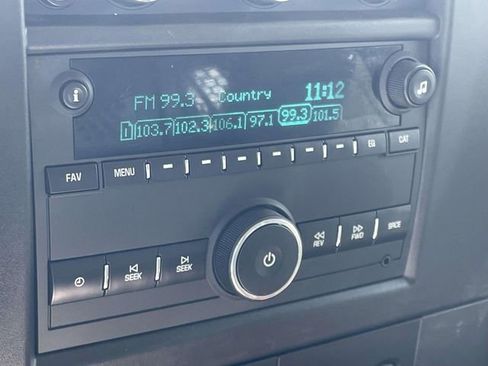 FM 99.3 Country 11:12
1 103.7 102.3 106.1 97.1 99.3 101.5
FAV MENU EQ CAT
SEEK SEEK REV FWD